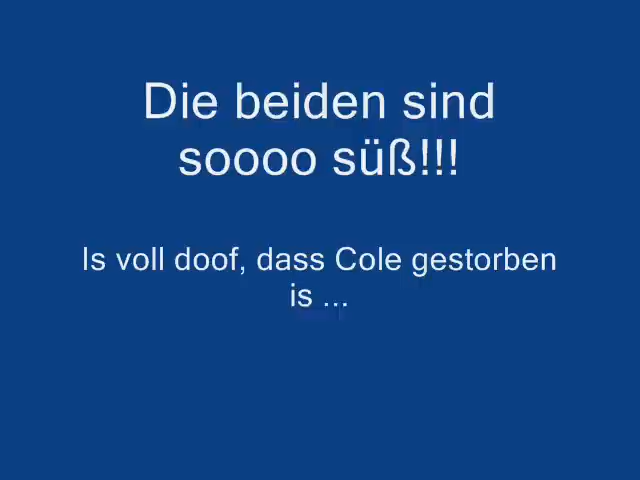 Die beiden sind
soooo süß!!!
Is voll doof, dass Cole gestorben
is ...